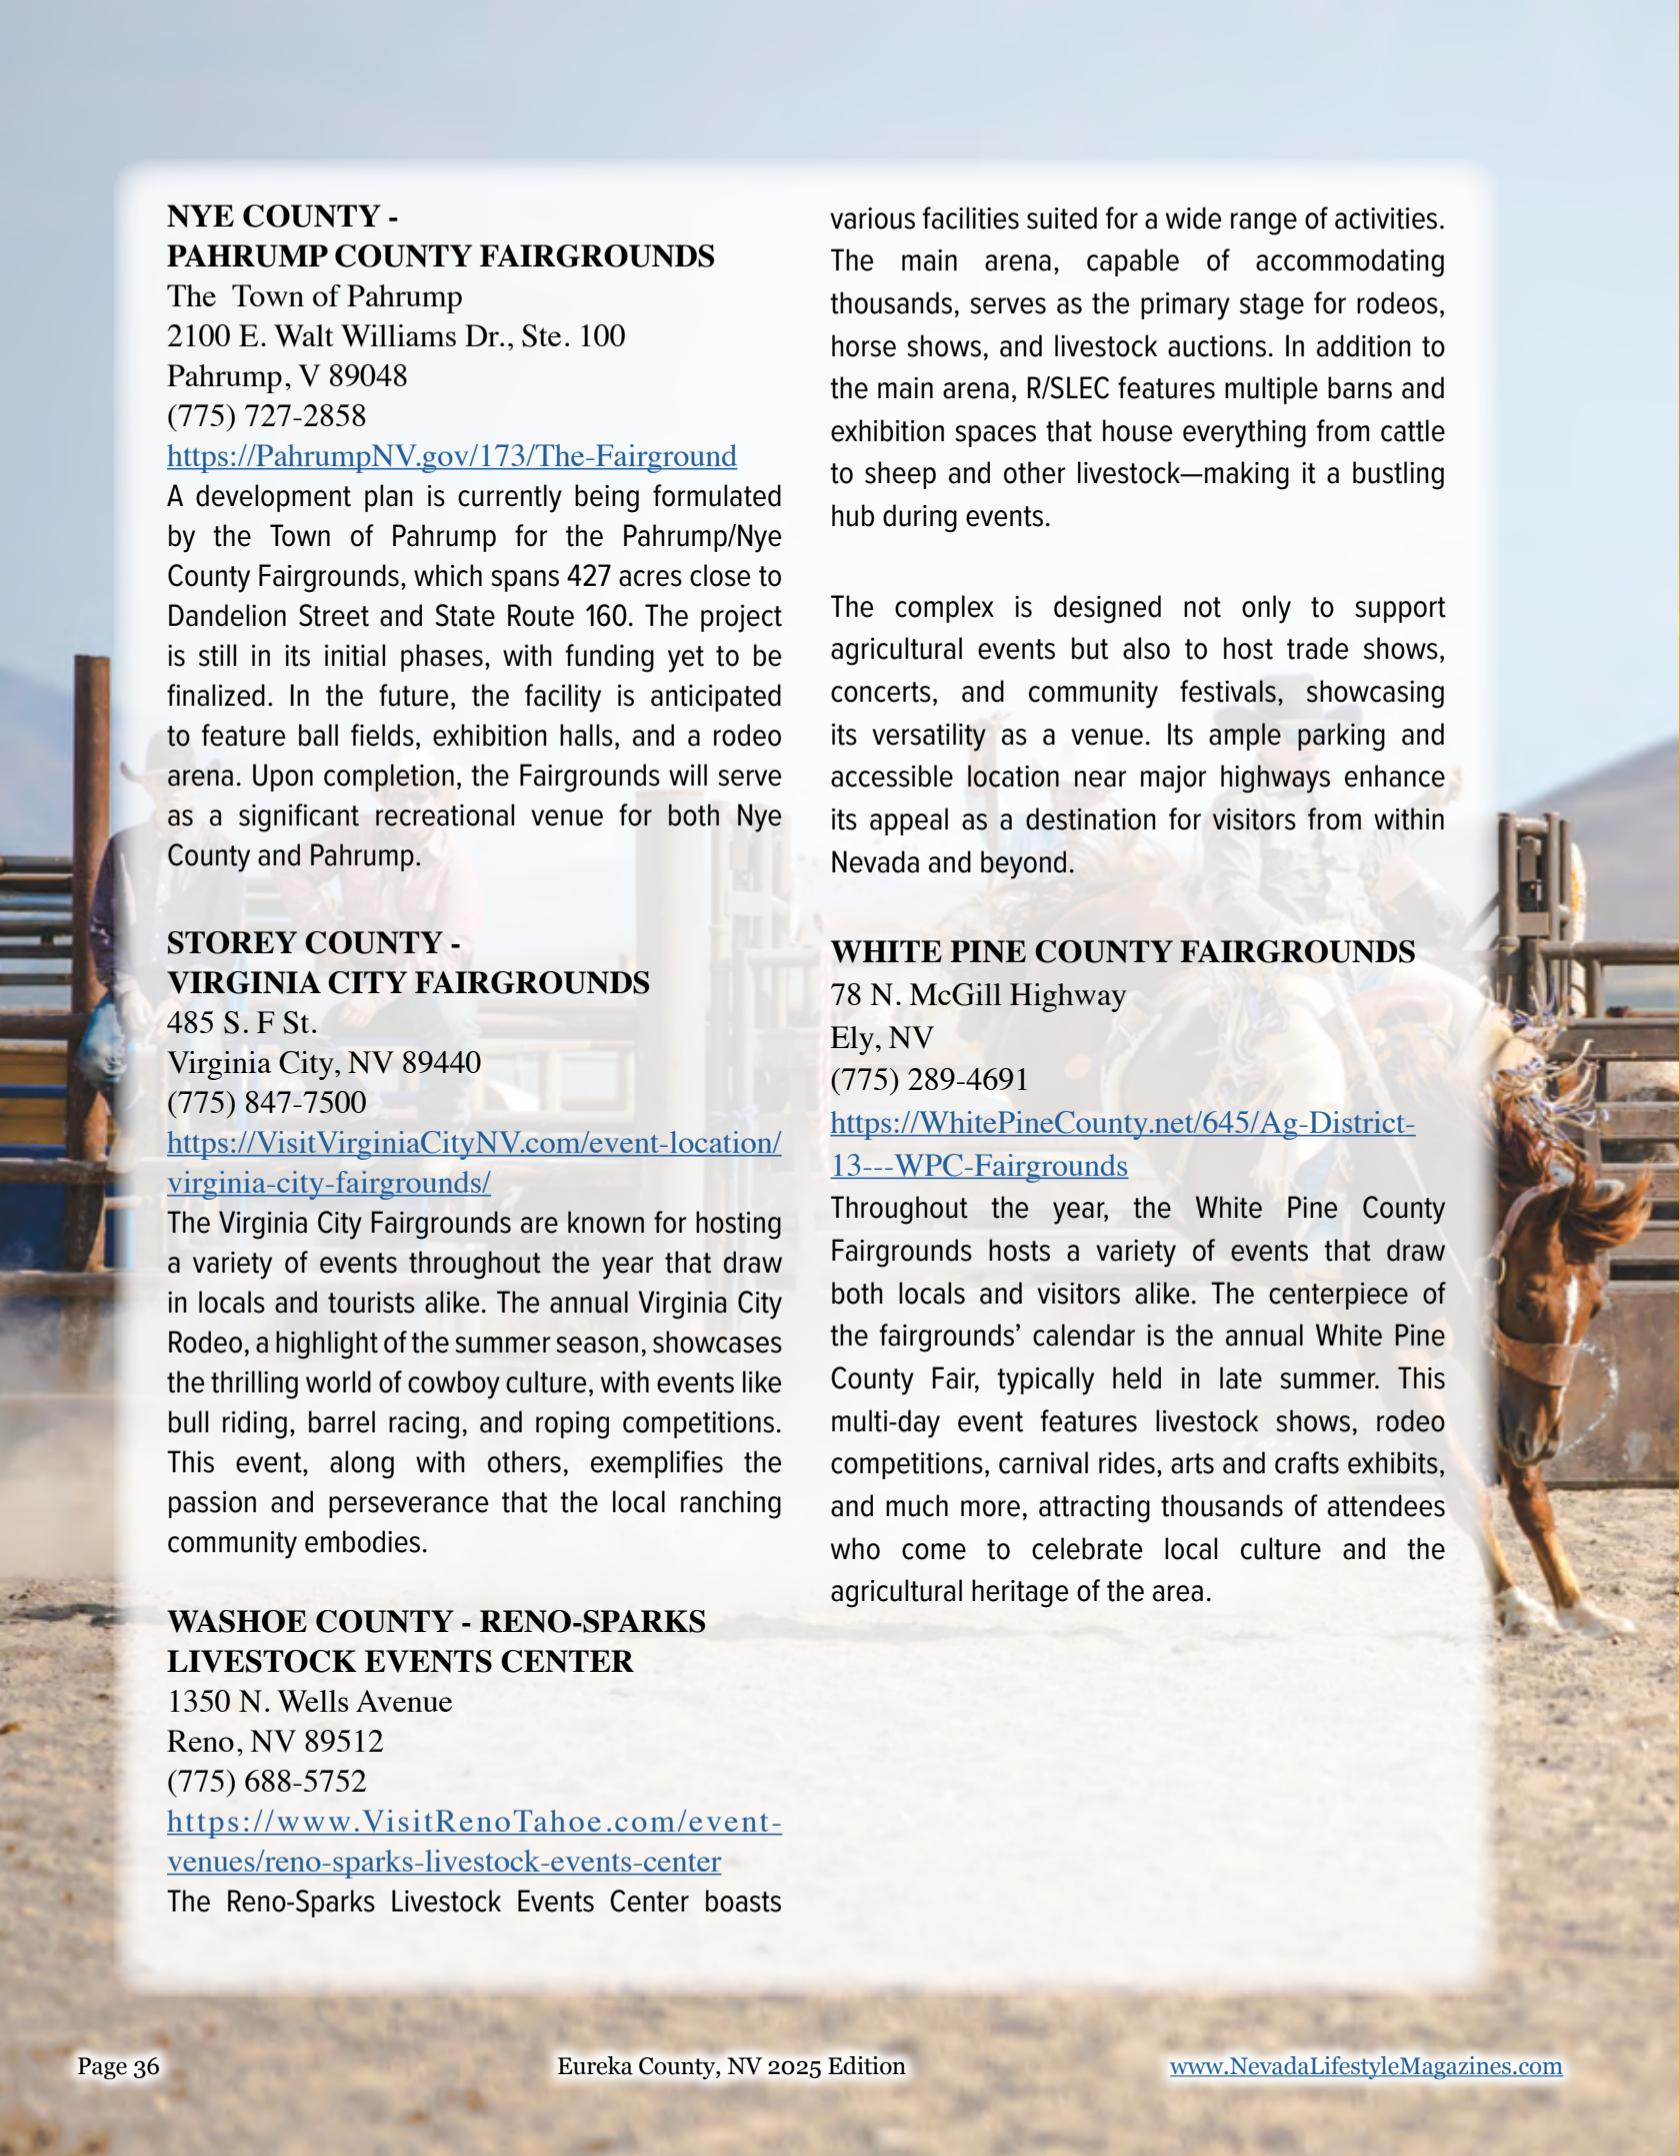 NYE COUNTY -
PAHRUMP COUNTY FAIRGROUNDS
The  Town of Pahrump
2100 E. Walt Williams Dr., Ste. 100
Pahrump, V 89048
(775) 727-2858
https://PahrumpNV.gov/173/The-Fairground
A development plan is currently being formulated
by the Town of Pahrump for the Pahrump/Nye
County Fairgrounds, which spans 427 acres close to
Dandelion Street and State Route 160. The project
is still in its initial phases, with funding yet to be
finalized. In the future, the facility is anticipated
to feature ball fields, exhibition halls, and a rodeo
arena. Upon completion, the Fairgrounds will serve
as a significant recreational venue for both Nye
County and Pahrump.
STOREY COUNTY -
VIRGINIA CITY FAIRGROUNDS
485 S. F St.
Virginia City, NV 89440
(775) 847-7500
https://VisitVirginiaCityNV.com/event-location/
virginia-city-fairgrounds/
The Virginia City Fairgrounds are known for hosting
a variety of events throughout the year that draw
in locals and tourists alike. The annual Virginia City
Rodeo, a highlight of the summer season, showcases
the thrilling world of cowboy culture, with events like
bull riding, barrel racing, and roping competitions.
This event, along with others, exemplifies the
passion and perseverance that the local ranching
community embodies.
WASHOE COUNTY - RENO-SPARKS
LIVESTOCK EVENTS CENTER
1350 N. Wells Avenue
Reno, NV 89512
(775) 688-5752
https://www.VisitRenoTahoe.com/event-
venues/reno-sparks-livestock-events-center
The Reno-Sparks Livestock Events Center boasts
various facilities suited for a wide range of activities.
The main arena, capable of accommodating
thousands, serves as the primary stage for rodeos,
horse shows, and livestock auctions. In addition to
the main arena, R/SLEC features multiple barns and
exhibition spaces that house everything from cattle
to sheep and other livestock—making it a bustling
hub during events.
The complex is designed not only to support
agricultural events but also to host trade shows,
concerts, and community festivals, showcasing
its versatility as a venue. Its ample parking and
accessible location near major highways enhance
its appeal as a destination for visitors from within
Nevada and beyond.
WHITE PINE COUNTY FAIRGROUNDS
78 N. McGill Highway
Ely, NV
(775) 289-4691
https://WhitePineCounty.net/645/Ag-District-
13---WPC-Fairgrounds
Throughout the year, the White Pine County
Fairgrounds hosts a variety of events that draw
both locals and visitors alike. The centerpiece of
the fairgrounds’ calendar is the annual White Pine
County Fair, typically held in late summer. This
multi-day event features livestock shows, rodeo
competitions, carnival rides, arts and crafts exhibits,
and much more, attracting thousands of attendees
who come to celebrate local culture and the
agricultural heritage of the area.
Page 36
Eureka County, NV 2025 Edition
www.NevadaLifestyleMagazines.com